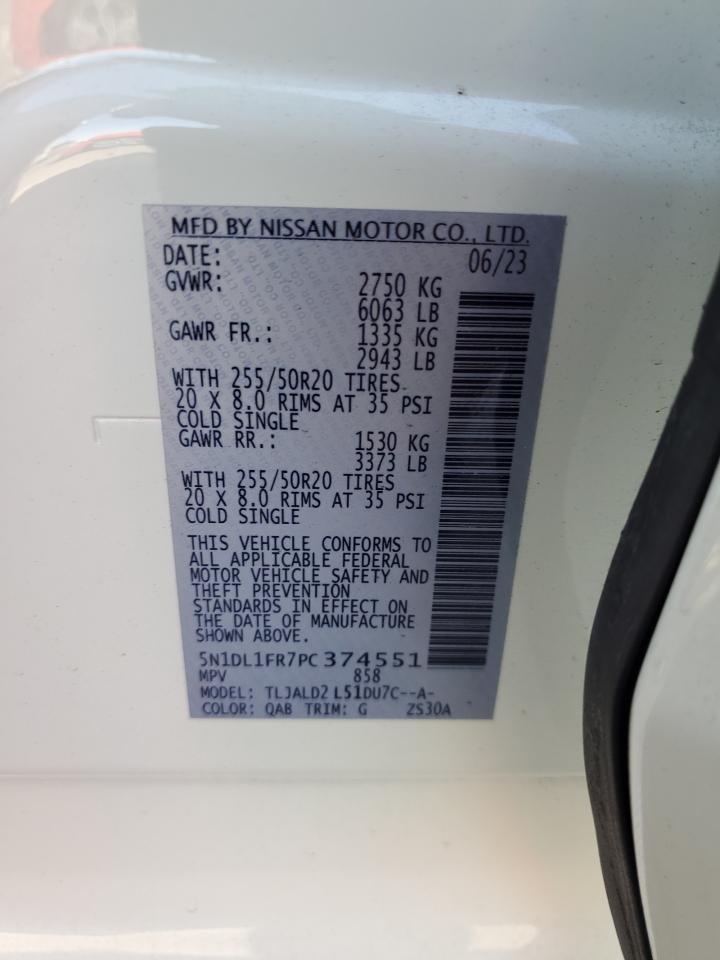 MFD BY NISSAN MOTOR CO., LTD.
DATE: 06/23
GVWR: 2750 KG
6063 LB
GAWR FR.: 1335 KG
2943 LB
WITH 255/50R20 TIRES
20 X 8.0 RIMS AT 35 PSI
COLD SINGLE
GAWR RR.: 1530 KG
3373 LB
WITH 255/50R20 TIRES
20 X 8.0 RIMS AT 35 PSI
COLD SINGLE
THIS VEHICLE CONFORMS TO
ALL APPLICABLE FEDERAL
MOTOR VEHICLE SAFETY AND
THEFT PREVENTION
STANDARDS IN EFFECT ON
THE DATE OF MANUFACTURE
SHOWN ABOVE.
5N1DL1FR7PC374551
MPV 858
MODEL: TLJALD2 L51DU7C--A-
COLOR: QAB TRIM: G ZS30A